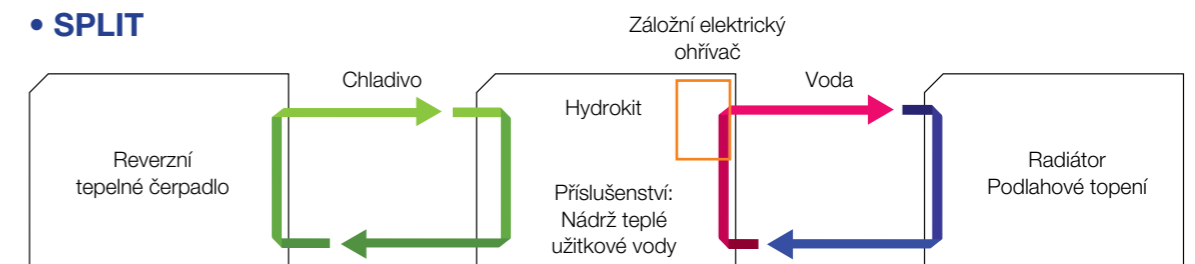 • SPLIT
Záložní elektrický
ohřívač
Chladivo
Voda
Hydrokit
Reverzní
tepelné čerpadlo
Příslušenství:
Nádrž teplé
užitkové vody
Radiátor
Podlahové topení